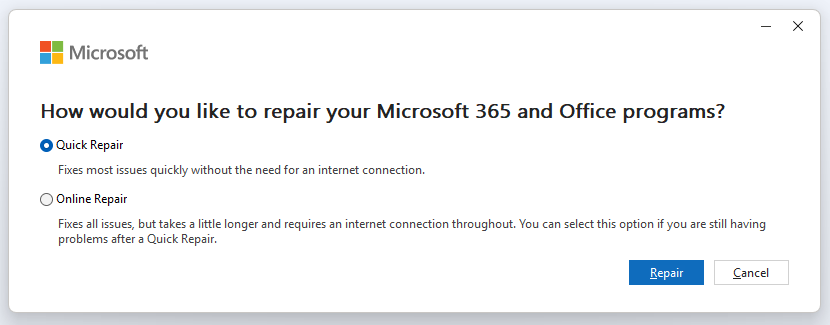 Microsoft
How would you like to repair your Microsoft 365 and Office programs?
Quick Repair
Fixes most issues quickly without the need for an internet connection.
Online Repair
Fixes all issues, but takes a little longer and requires an internet connection throughout. You can select this option if you are still having
problems after a Quick Repair.
Repair Cancel